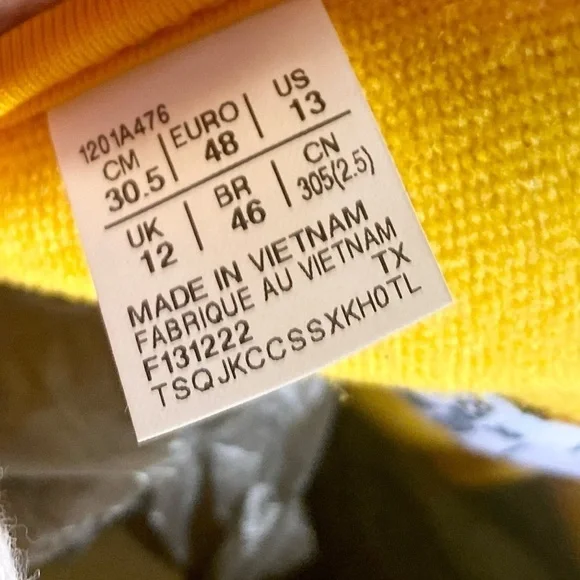 1201A476
CM | EURO | US
30.5 | 48 | 13
UK | BR | CN
12 | 46 | 305(2.5)
MADE IN VIETNAM
FABRIQUE AU VIETNAM
F131222 TX
TSQJKCCSSXKH0TL